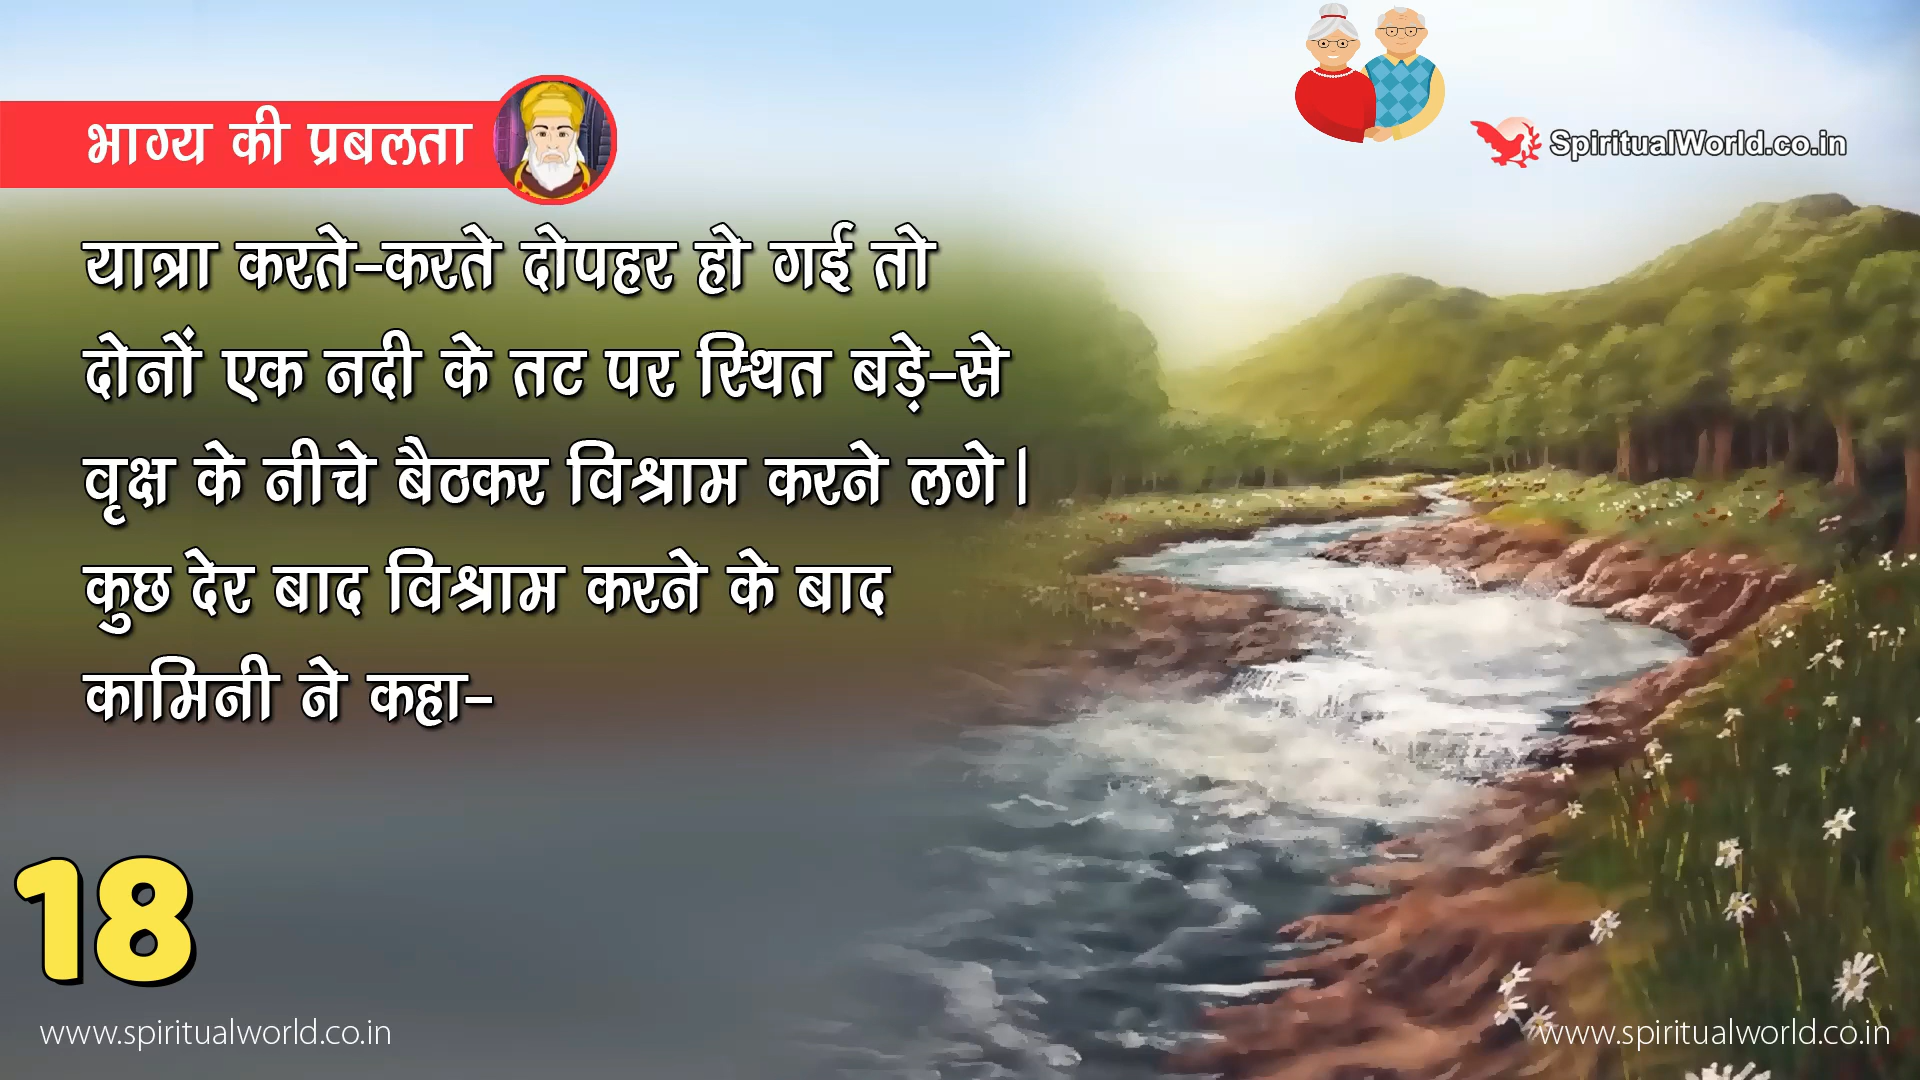 भाग्य की प्रबलता
SpiritualWorld.co.in
यात्रा करते-करते दोपहर हो गई तो
दोनों एक नदी के तट पर स्थित बड़े-से
वृक्ष के नीचे बैठकर विश्राम करने लगे।
कुछ देर बाद विश्राम करने के बाद
कामिनी ने कहा-
18
www.spiritualworld.co.in
www.spiritualworld.co.in